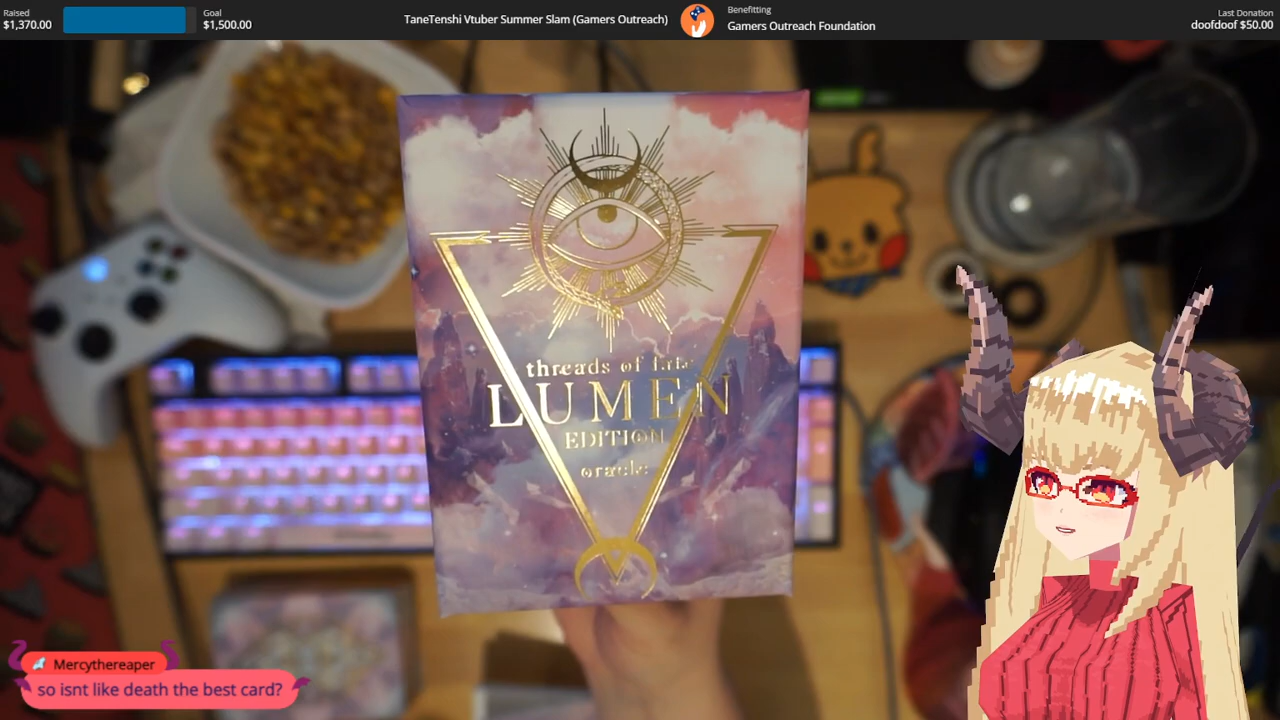 Raised
$1,370.00
Goal
$1,500.00
TaneTenshi Vtuber Summer Slam (Gamers Outreach)
Benefitting
Gamers Outreach Foundation
Last Donation
doofdoof $50.00
threads of fate
LUMEN
EDITION
oracle
Mercythereaper
so isnt like death the best card?